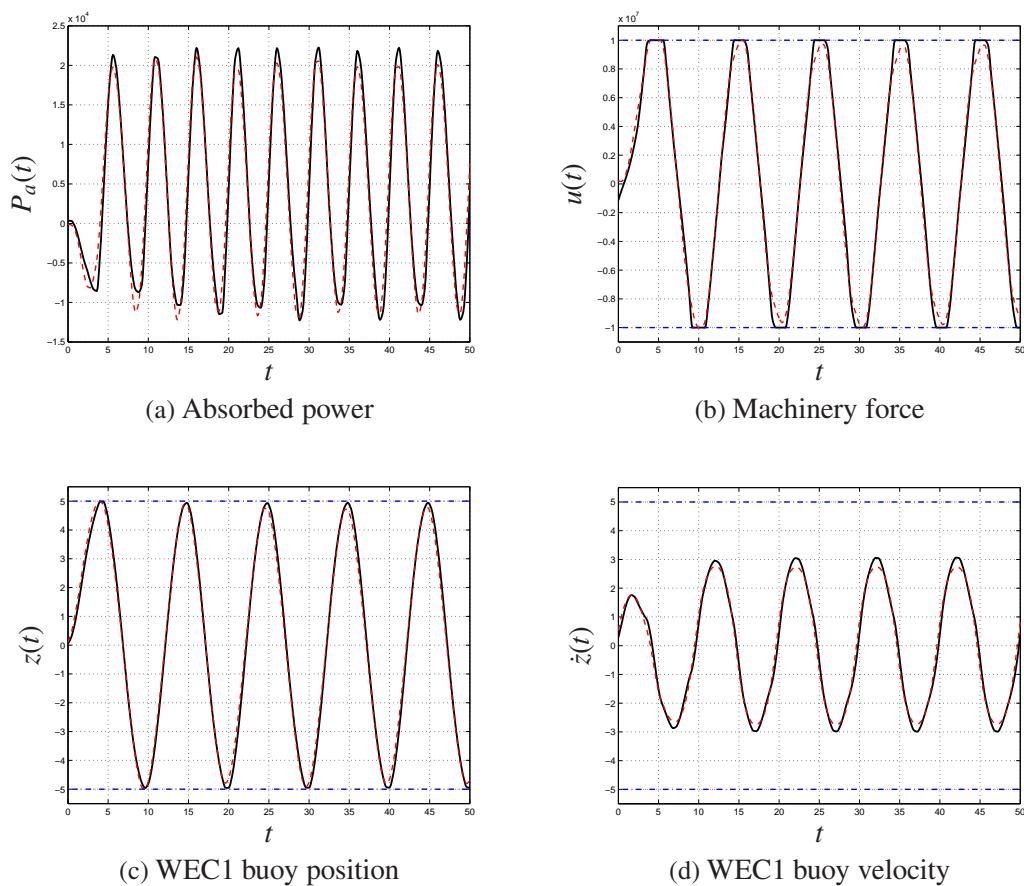 x 10⁴
2.5
2
1.5
1
0.5
0
−0.5
−1
−1.5
0 5 10 15 20 25 30 35 40 45 50
P_a(t)
t
(a) Absorbed power
x 10⁷
1
0.8
0.6
0.4
0.2
0
−0.2
−0.4
−0.6
−0.8
−1
0 5 10 15 20 25 30 35 40 45 50
u(t)
t
(b) Machinery force
5
4
3
2
1
0
−1
−2
−3
−4
−5
0 5 10 15 20 25 30 35 40 45 50
z(t)
t
(c) WEC1 buoy position
5
4
3
2
1
0
−1
−2
−3
−4
−5
0 5 10 15 20 25 30 35 40 45 50
ż(t)
t
(d) WEC1 buoy velocity